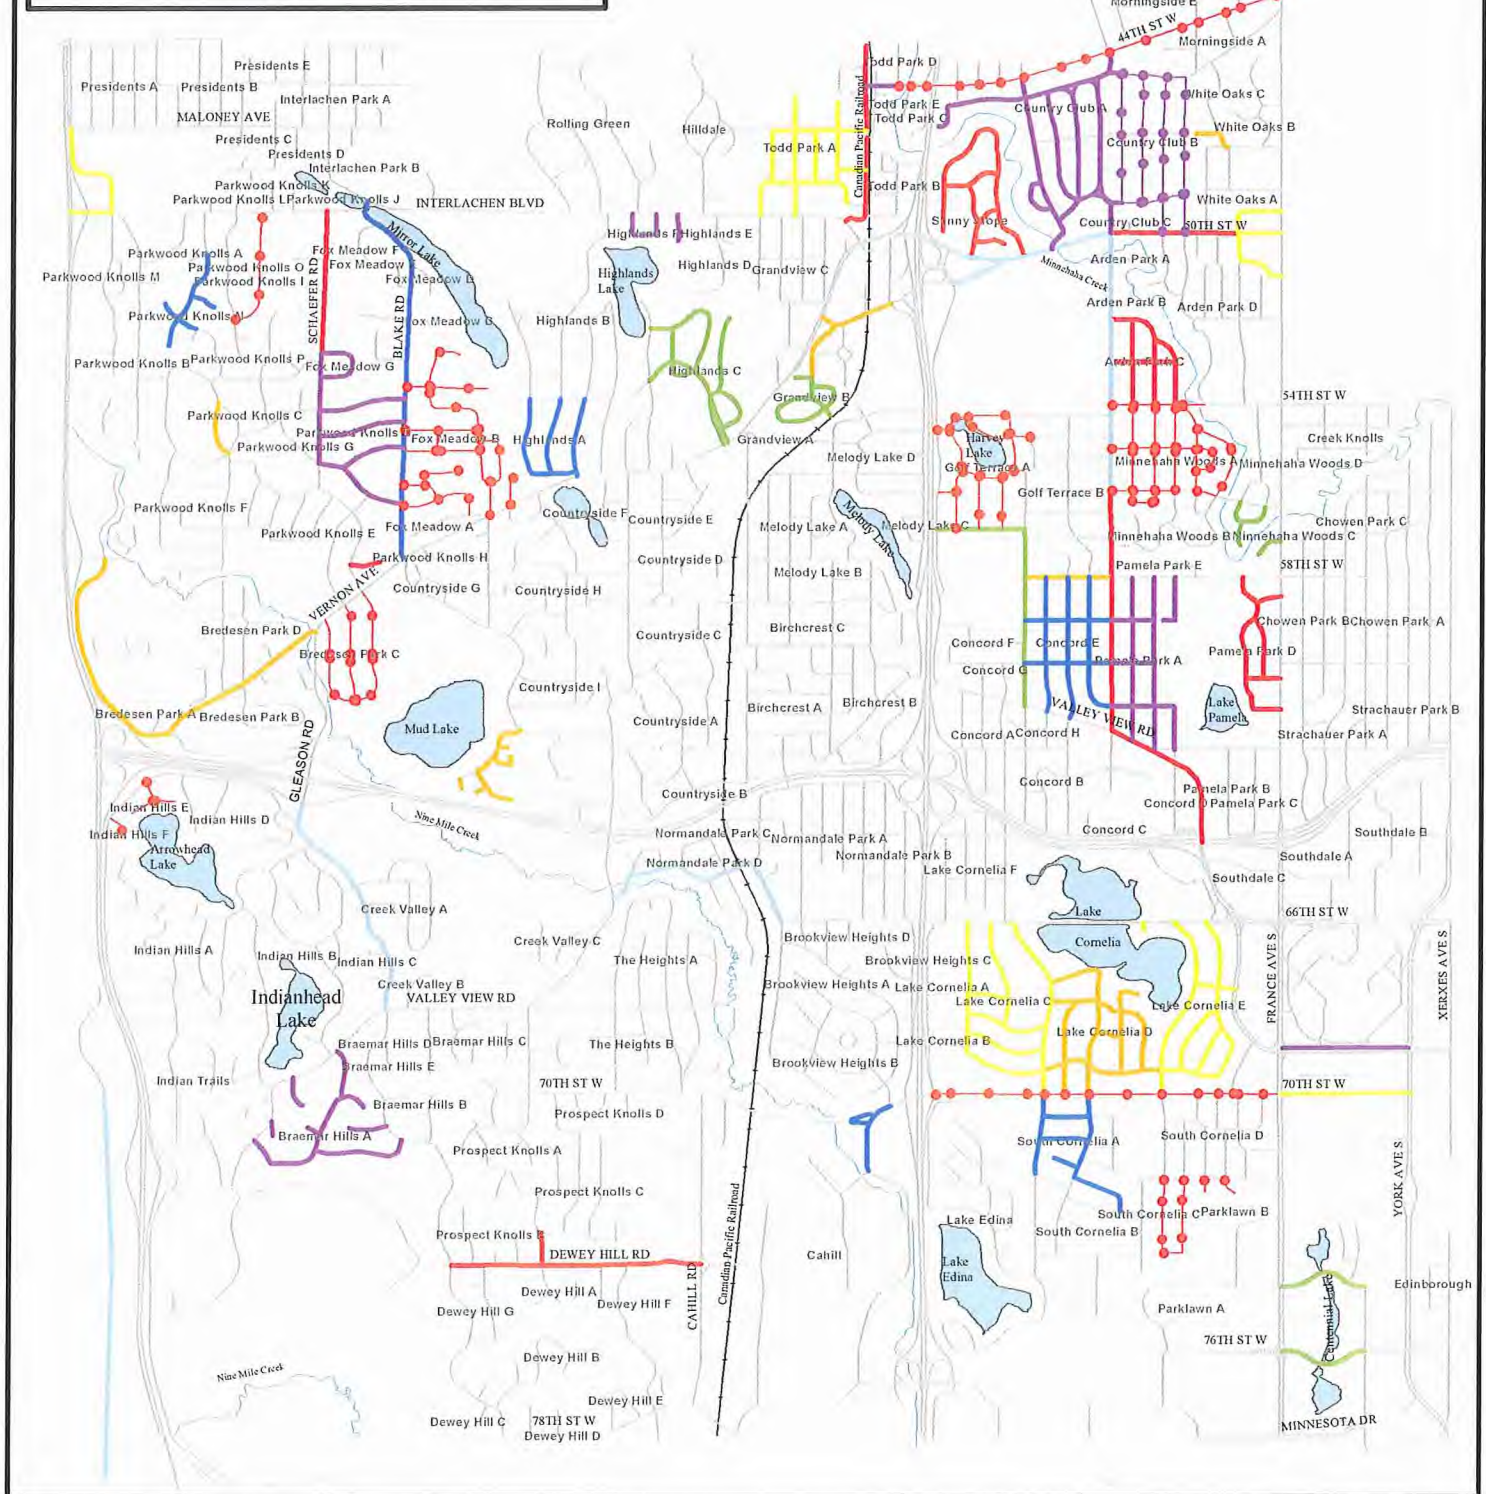 Morningside E
44TH ST W
Morningside A
Presidents E
Todd Park D
Presidents A
Presidents B
White Oaks C
Interlachen Park A
Todd Park E
Country Club A
MALONEY AVE
Todd Park C
Rolling Green
Hilldale
White Oaks B
Presidents C
Canadian Pacific Railroad
Country Club B
Todd Park A
Presidents D
Interlachen Park B
Parkwood Knolls K
Todd Park B
Parkwood Knolls L
Parkwood Knolls J
INTERLACHEN BLVD
White Oaks A
Sunny Slope
Country Club C
50TH ST W
Highlands F
Highlands E
Mirror Lake
Parkwood Knolls A
Fox Meadow F
Arden Park A
Parkwood Knolls O
Fox Meadow
Highlands D
Grandview C
Minnehaha Creek
Parkwood Knolls M
Parkwood Knolls I
Fox Meadow D
Highlands
Lake
SCHAEFER RD
Arden Park B
Arden Park D
Parkwood Knolls N
BLAKE RD
Fox Meadow C
Highlands B
Parkwood Knolls B
Parkwood Knolls P
Fox Meadow G
Arden Park C
Highlands C
Grandview B
54TH ST W
Parkwood Knolls C
Parkwood Knolls
Fox Meadow B
Highlands A
Grandview A
Creek Knolls
Harvey
Lake
Parkwood Knolls G
Melody Lake D
Golf Terrace A
Minnehaha Woods A
Minnehaha Woods D
Golf Terrace B
Parkwood Knolls F
Countryside F
Countryside E
Melody Lake A
Melody Lake
Melody Lake C
Chowen Park C
Fox Meadow A
Parkwood Knolls E
Minnehaha Woods B
Minnehaha Woods C
Parkwood Knolls H
Countryside D
Pamela Park E
58TH ST W
Melody Lake B
VERNON AVE
Countryside G
Countryside H
Chowen Park B
Chowen Park A
Bredesen Park D
Countryside C
Birchcrest C
Concord F
Concord E
Bredesen Park C
Pamela Park A
Pamela Park D
Concord G
Countryside I
Lake
Pamela
Bredesen Park A
Bredesen Park B
Birchcrest A
Birchcrest B
VALLEY VIEW RD
Strachauer Park B
Mud Lake
Countryside A
Concord A
Concord H
Strachauer Park A
GLEASON RD
Concord B
Pamela Park B
Countryside B
Concord D
Pamela Park C
Indian Hills E
Indian Hills D
Nine Mile Creek
Indian Hills F
Normandale Park C
Normandale Park A
Concord C
Southdale B
Arrowhead
Lake
Normandale Park B
Normandale Park D
Southdale A
Lake Cornelia F
Southdale C
Creek Valley A
Lake
66TH ST W
Creek Valley C
Brookview Heights D
Cornelia
Indian Hills A
Indian Hills B
Indian Hills C
The Heights A
Brookview Heights C
FRANCE AVE S
XERXES AVE S
Creek Valley B
Brookview Heights A
Lake Cornelia A
Indianhead
Lake
VALLEY VIEW RD
Lake Cornelia C
Lake Cornelia E
Lake Cornelia D
Braemar Hills D
Braemar Hills C
The Heights B
Lake Cornelia B
Braemar Hills E
Brookview Heights B
Indian Trails
70TH ST W
70TH ST W
Braemar Hills B
Prospect Knolls D
Braemar Hills A
South Cornelia A
South Cornelia D
Prospect Knolls A
YORK AVE S
Prospect Knolls C
Canadian Pacific Railroad
South Cornelia C
Parklawn B
Lake Edina
South Cornelia B
Prospect Knolls
DEWEY HILL RD
Cahill
Lake
Edina
CAHILL RD
Edinborough
Dewey Hill A
Dewey Hill F
Dewey Hill G
Parklawn A
Centennial Lake
76TH ST W
Dewey Hill B
Nine Mile Creek
Dewey Hill E
Dewey Hill C
78TH ST W
MINNESOTA DR
Dewey Hill D